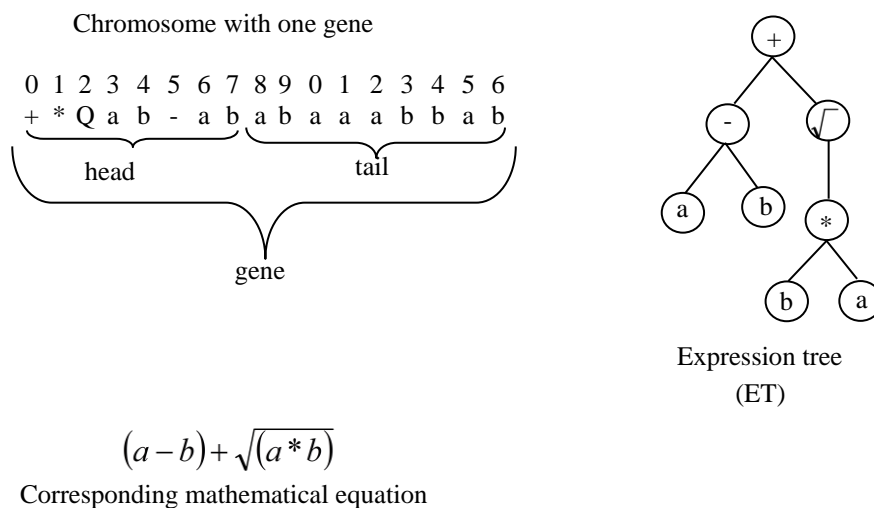 Chromosome with one gene
0 1 2 3 4 5 6 7 8 9 0 1 2 3 4 5 6
+ * Q a b - a b a b a a a b b a b
head
tail
gene
+
- √
a b *
b a
Expression tree
(ET)
(a − b) + √(a * b)
Corresponding mathematical equation